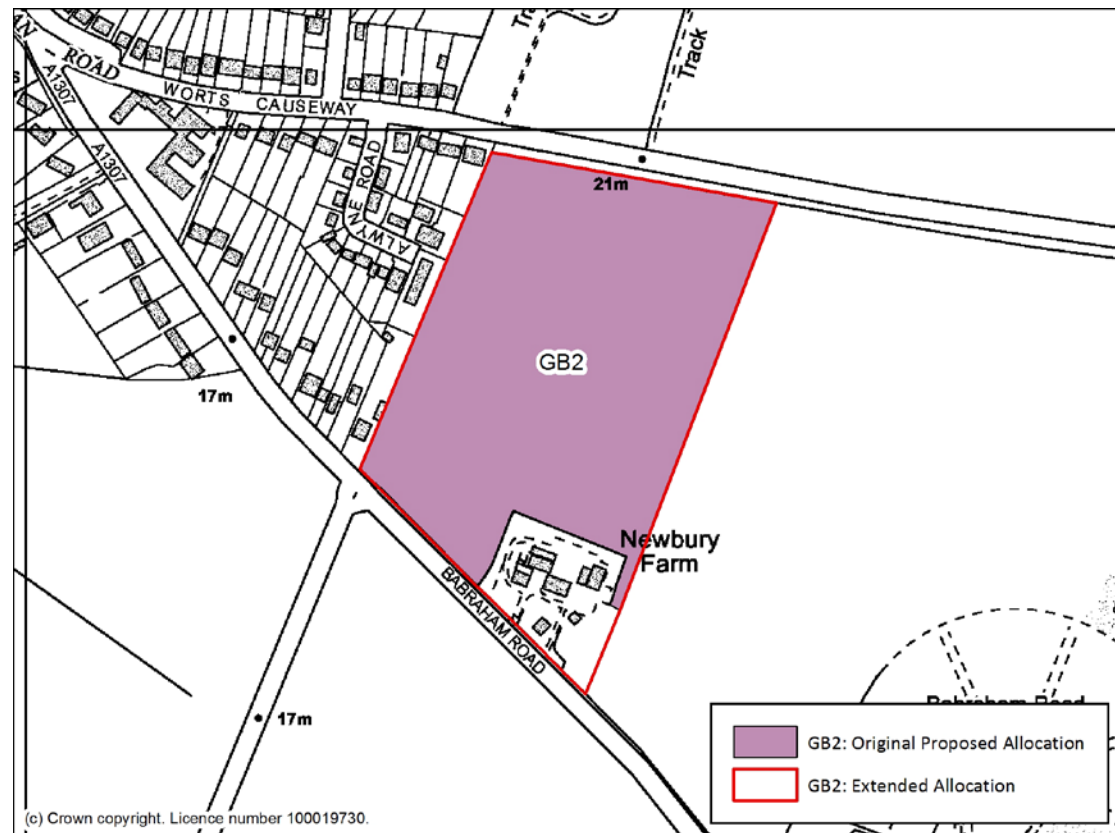 Track
ROAD
A1307
WORTS CAUSEWAY
A1307
ALWYNE ROAD
21m
17m
GB2
Newbury
Farm
BABRAHAM ROAD
17m
GB2: Original Proposed Allocation
GB2: Extended Allocation
(c) Crown copyright. Licence number 100019730.